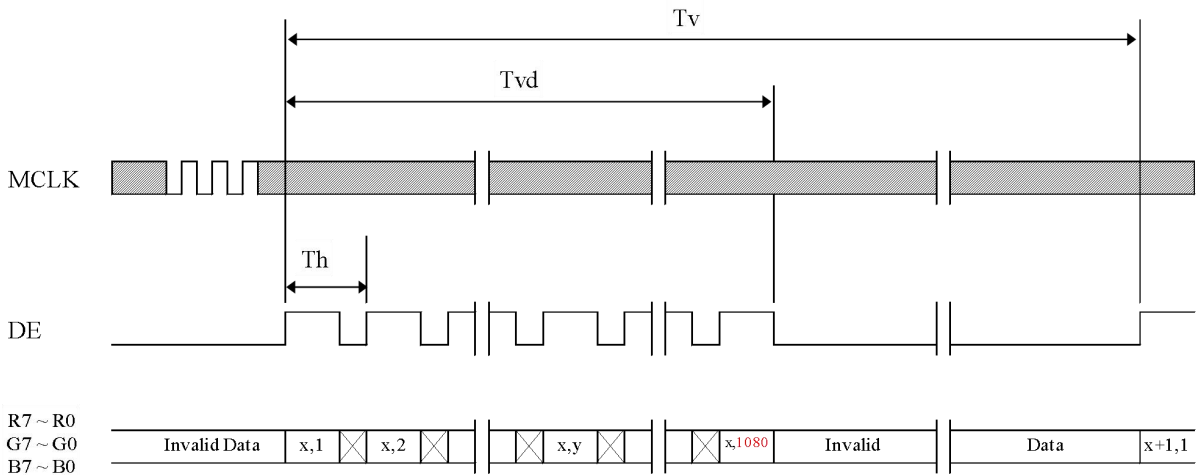 Tv
Tvd
MCLK
Th
DE
R7 ~ R0
G7 ~ G0
B7 ~ B0
Invalid Data x,1 x,2 x,y x,1080 Invalid Data x+1,1